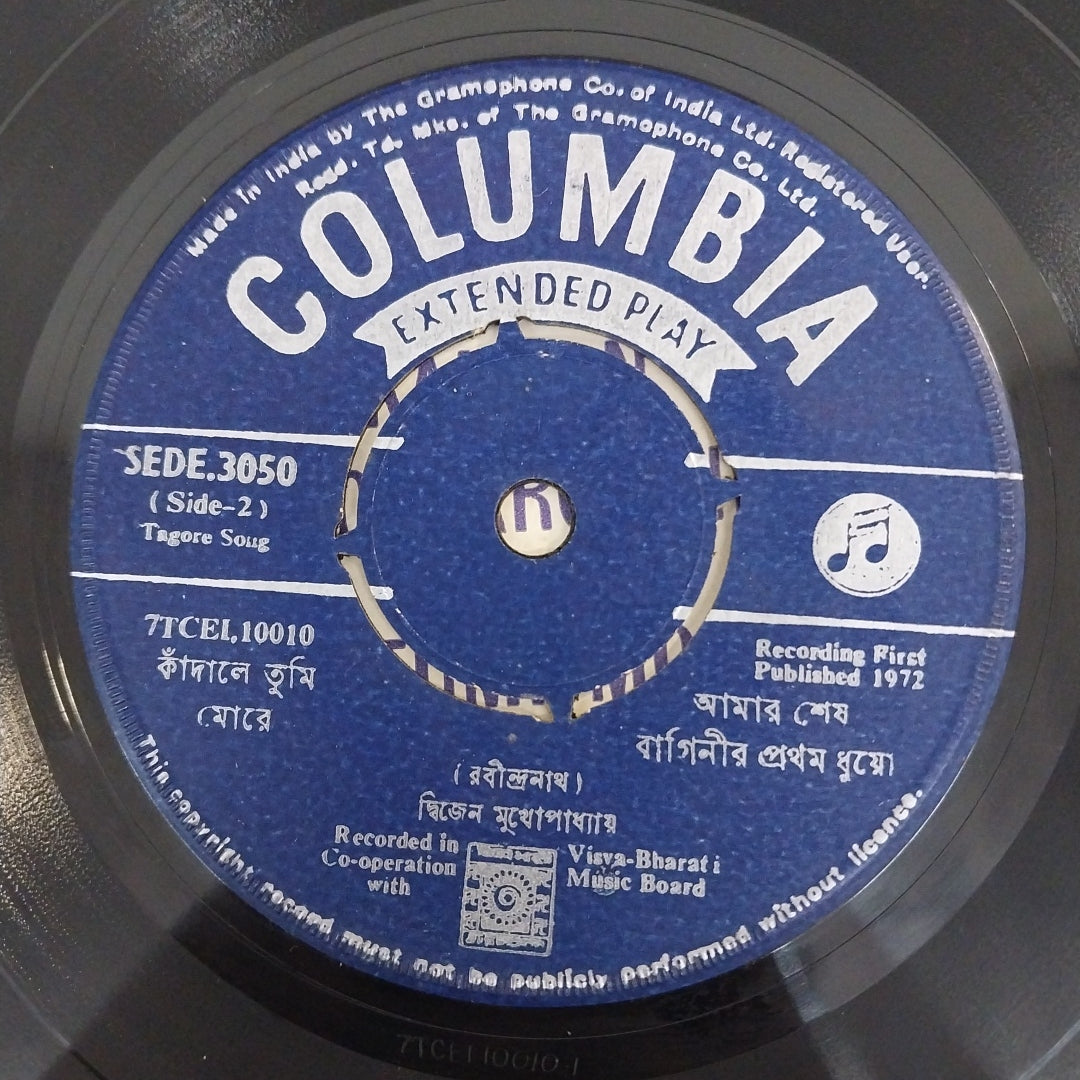 Made in India by The Gramophone Co. of India Ltd. Registered User.
Regd. Td. Mks. of The Gramophone Co. Ltd.
COLUMBIA
EXTENDED PLAY
SEDE.3050
(Side-2)
Tagore Song
7TCEI.10010
কাঁদালে তুমি
মোরে
Recording First
Published 1972
আমার শেষ
রাগিনীর প্রথম ধুয়ো
(রবীন্দ্রনাথ)
দ্বিজেন মুখোপাধ্যায়
Recorded in
Co-operation
with
Visva-Bharati
Music Board
This copyright record must not be publicly performed without licence.
7TCEI 10010-1